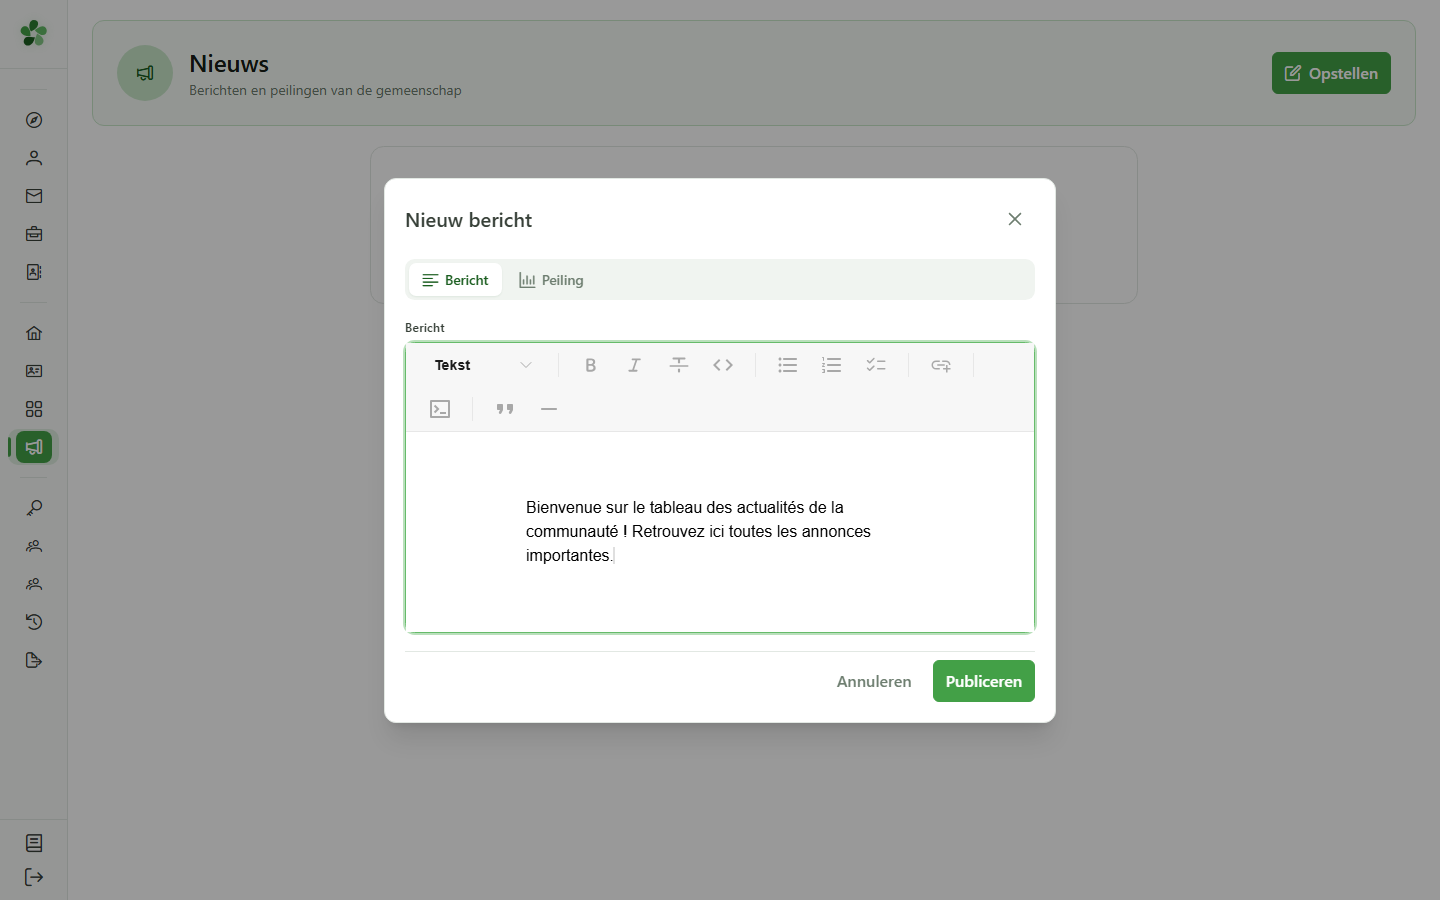 Nieuws
Berichten en peilingen van de gemeenschap
Opstellen
Nieuw bericht
Bericht
Peiling
Bericht
Tekst
Bienvenue sur le tableau des actualités de la
communauté ! Retrouvez ici toutes les annonces
importantes.
Annuleren
Publiceren